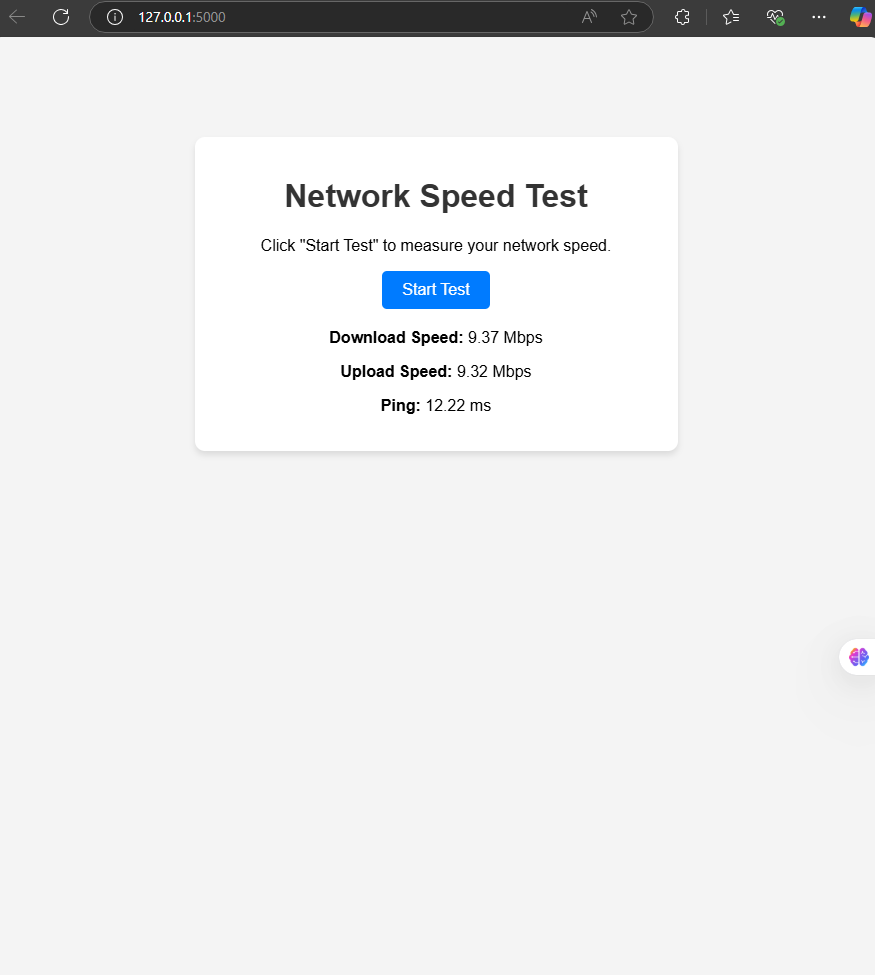 127.0.0.1:5000
Network Speed Test
Click "Start Test" to measure your network speed.
Start Test
Download Speed: 9.37 Mbps
Upload Speed: 9.32 Mbps
Ping: 12.22 ms